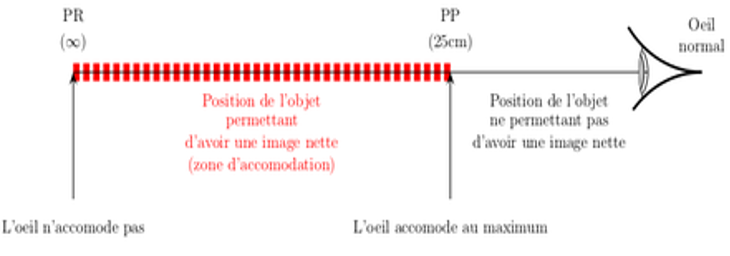 PR
(∞)
PP
(25cm)
Oeil
normal
Position de l'objet
permettant
d'avoir une image nette
(zone d'accomodation)
Position de l'objet
ne permettant pas
d'avoir une image nette
L'oeil n'accomode pas
L'oeil accomode au maximum